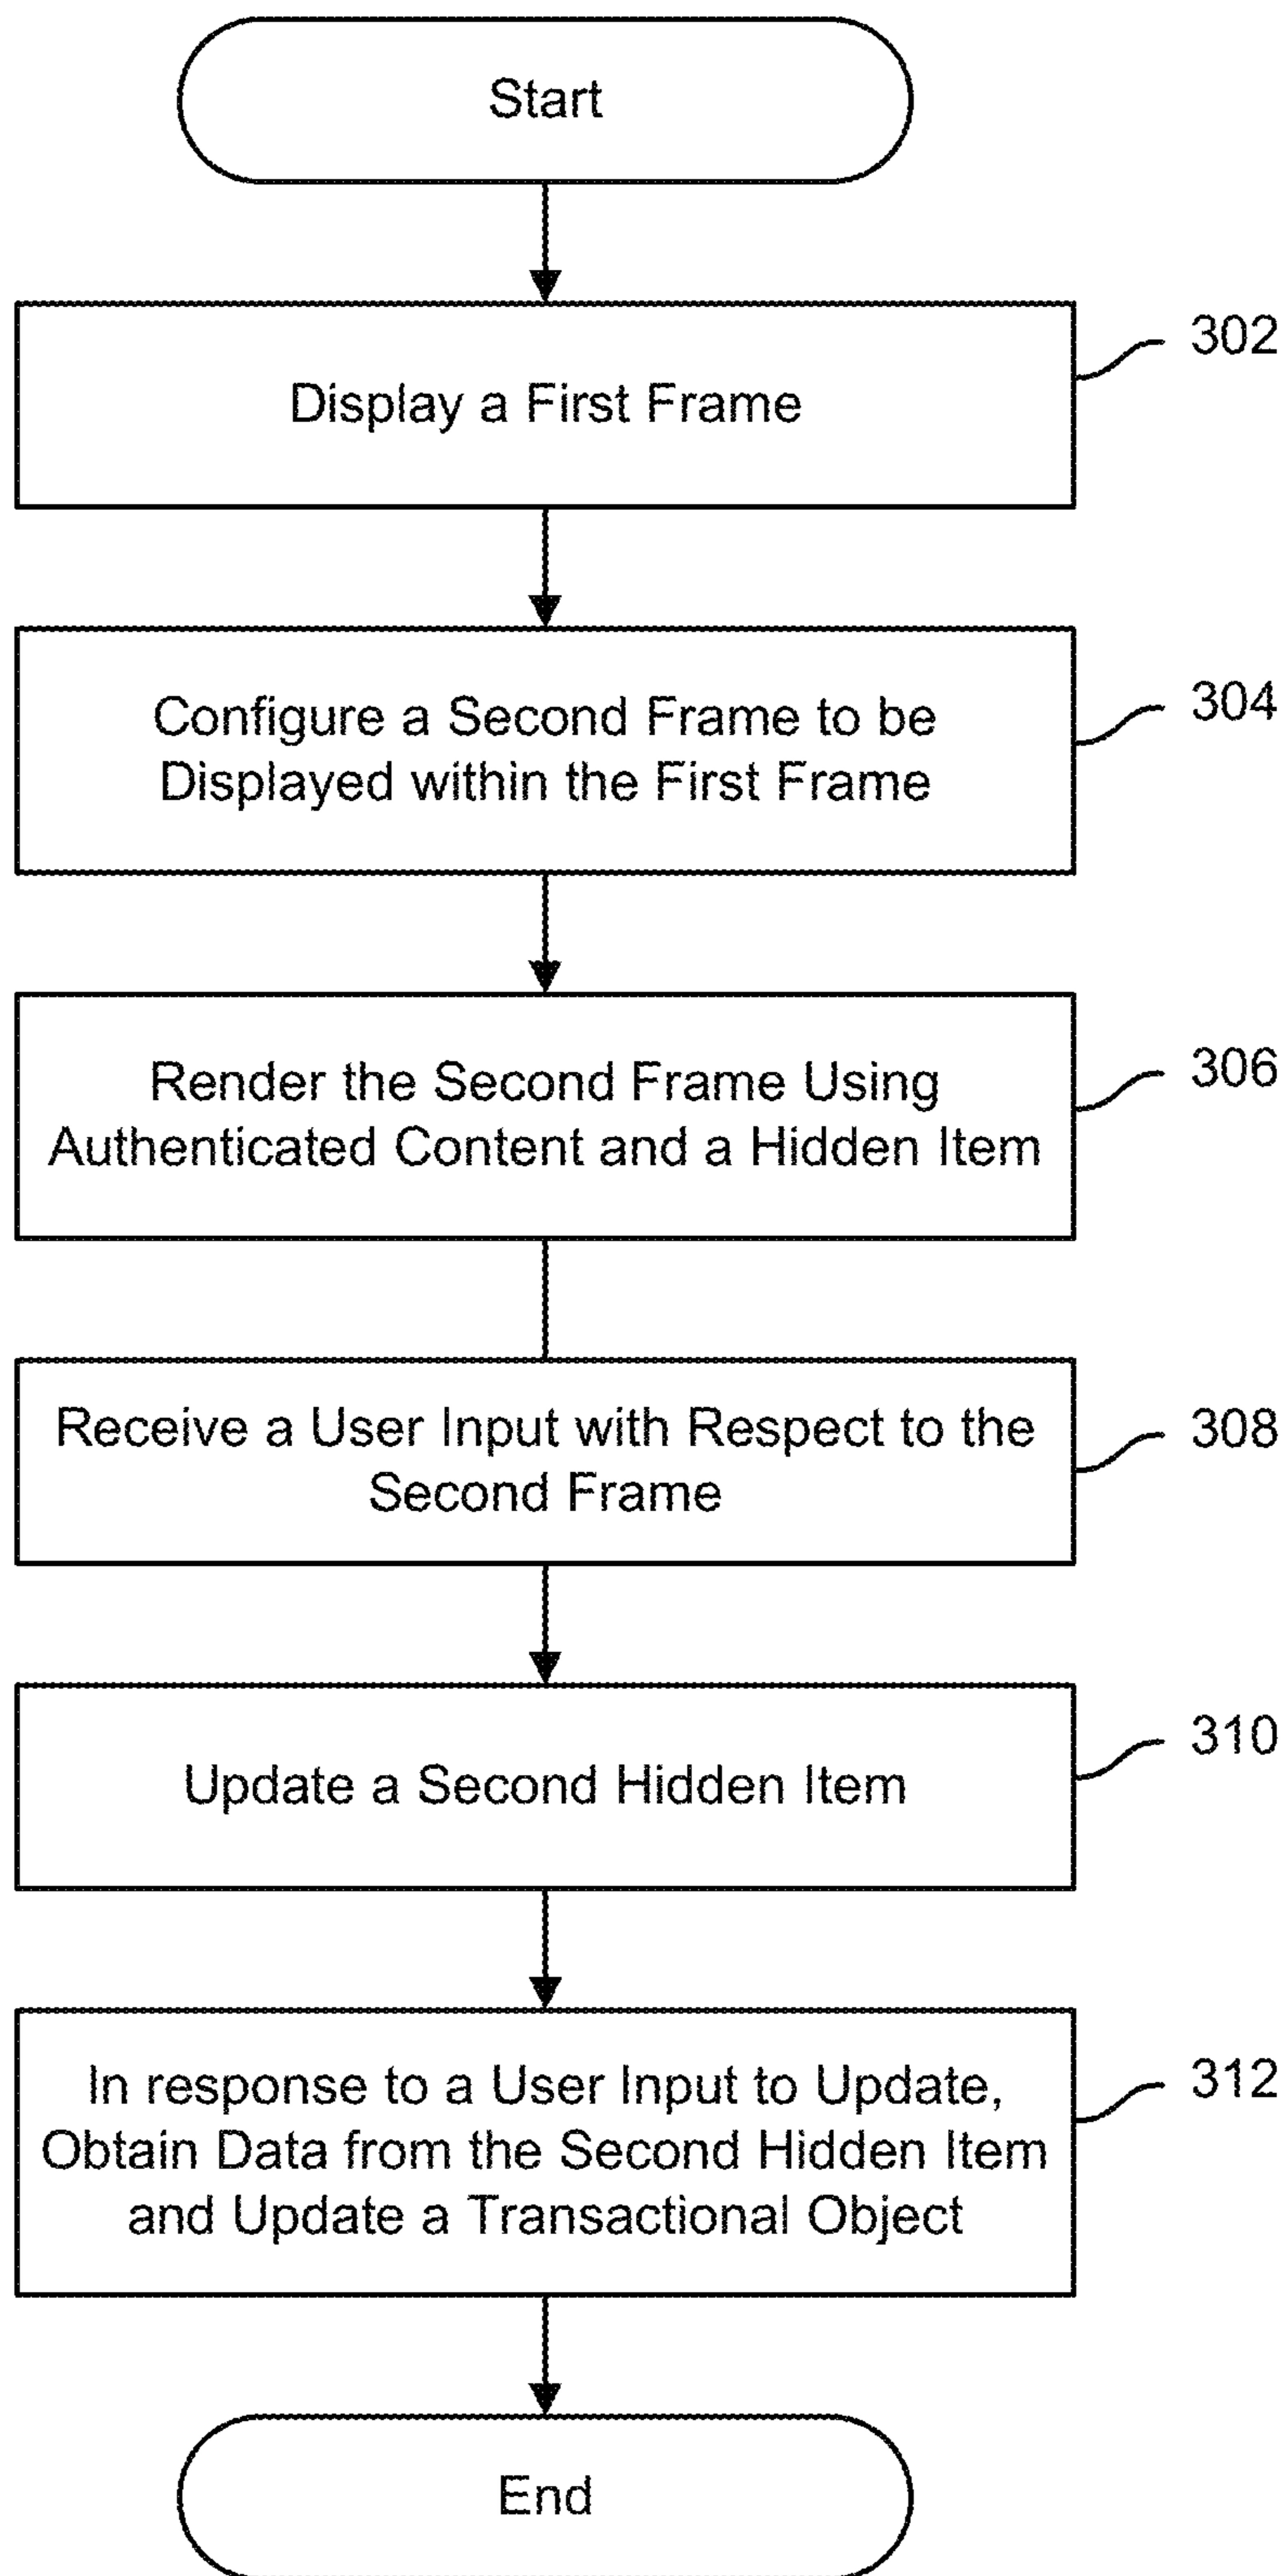 Start
302
Display a First Frame
304
Configure a Second Frame to be
Displayed within the First Frame
306
Render the Second Frame Using
Authenticated Content and a Hidden Item
308
Receive a User Input with Respect to the
Second Frame
310
Update a Second Hidden Item
312
In response to a User Input to Update,
Obtain Data from the Second Hidden Item
and Update a Transactional Object
End